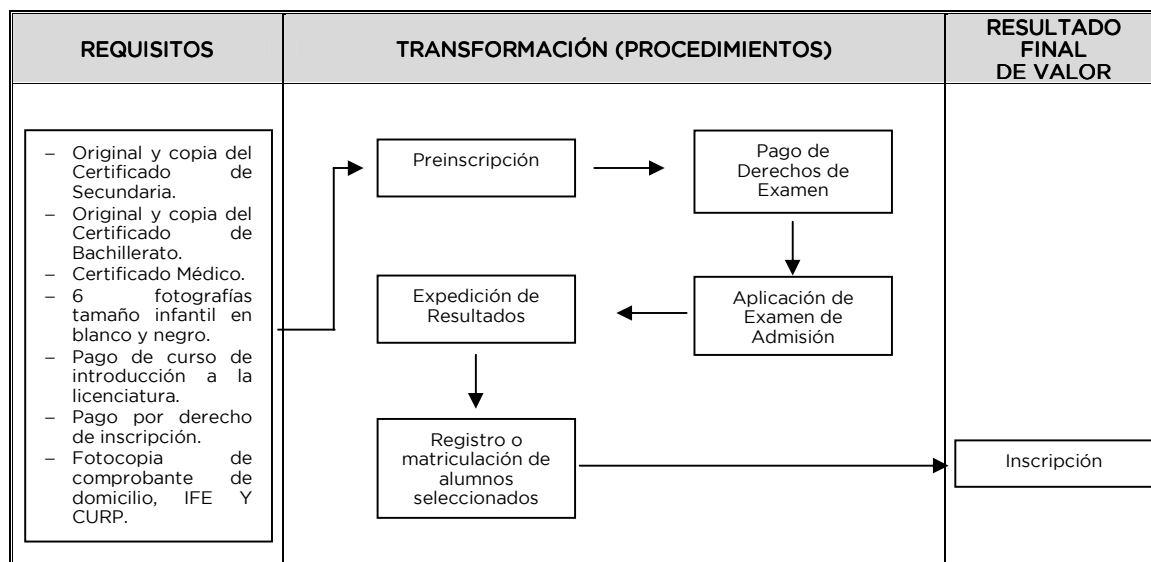 REQUISITOS
TRANSFORMACIÓN (PROCEDIMIENTOS)
RESULTADO
FINAL
DE VALOR
– Original y copia del
Certificado de
Secundaria.
– Original y copia del
Certificado de
Bachillerato.
– Certificado Médico.
– 6 fotografías
tamaño infantil en
blanco y negro.
– Pago de curso de
introducción a la
licenciatura.
– Pago por derecho
de inscripción.
– Fotocopia de
comprobante de
domicilio, IFE Y
CURP.
Preinscripción
Pago de
Derechos de
Examen
Aplicación de
Examen de
Admisión
Expedición de
Resultados
Registro o
matriculación de
alumnos
seleccionados
Inscripción